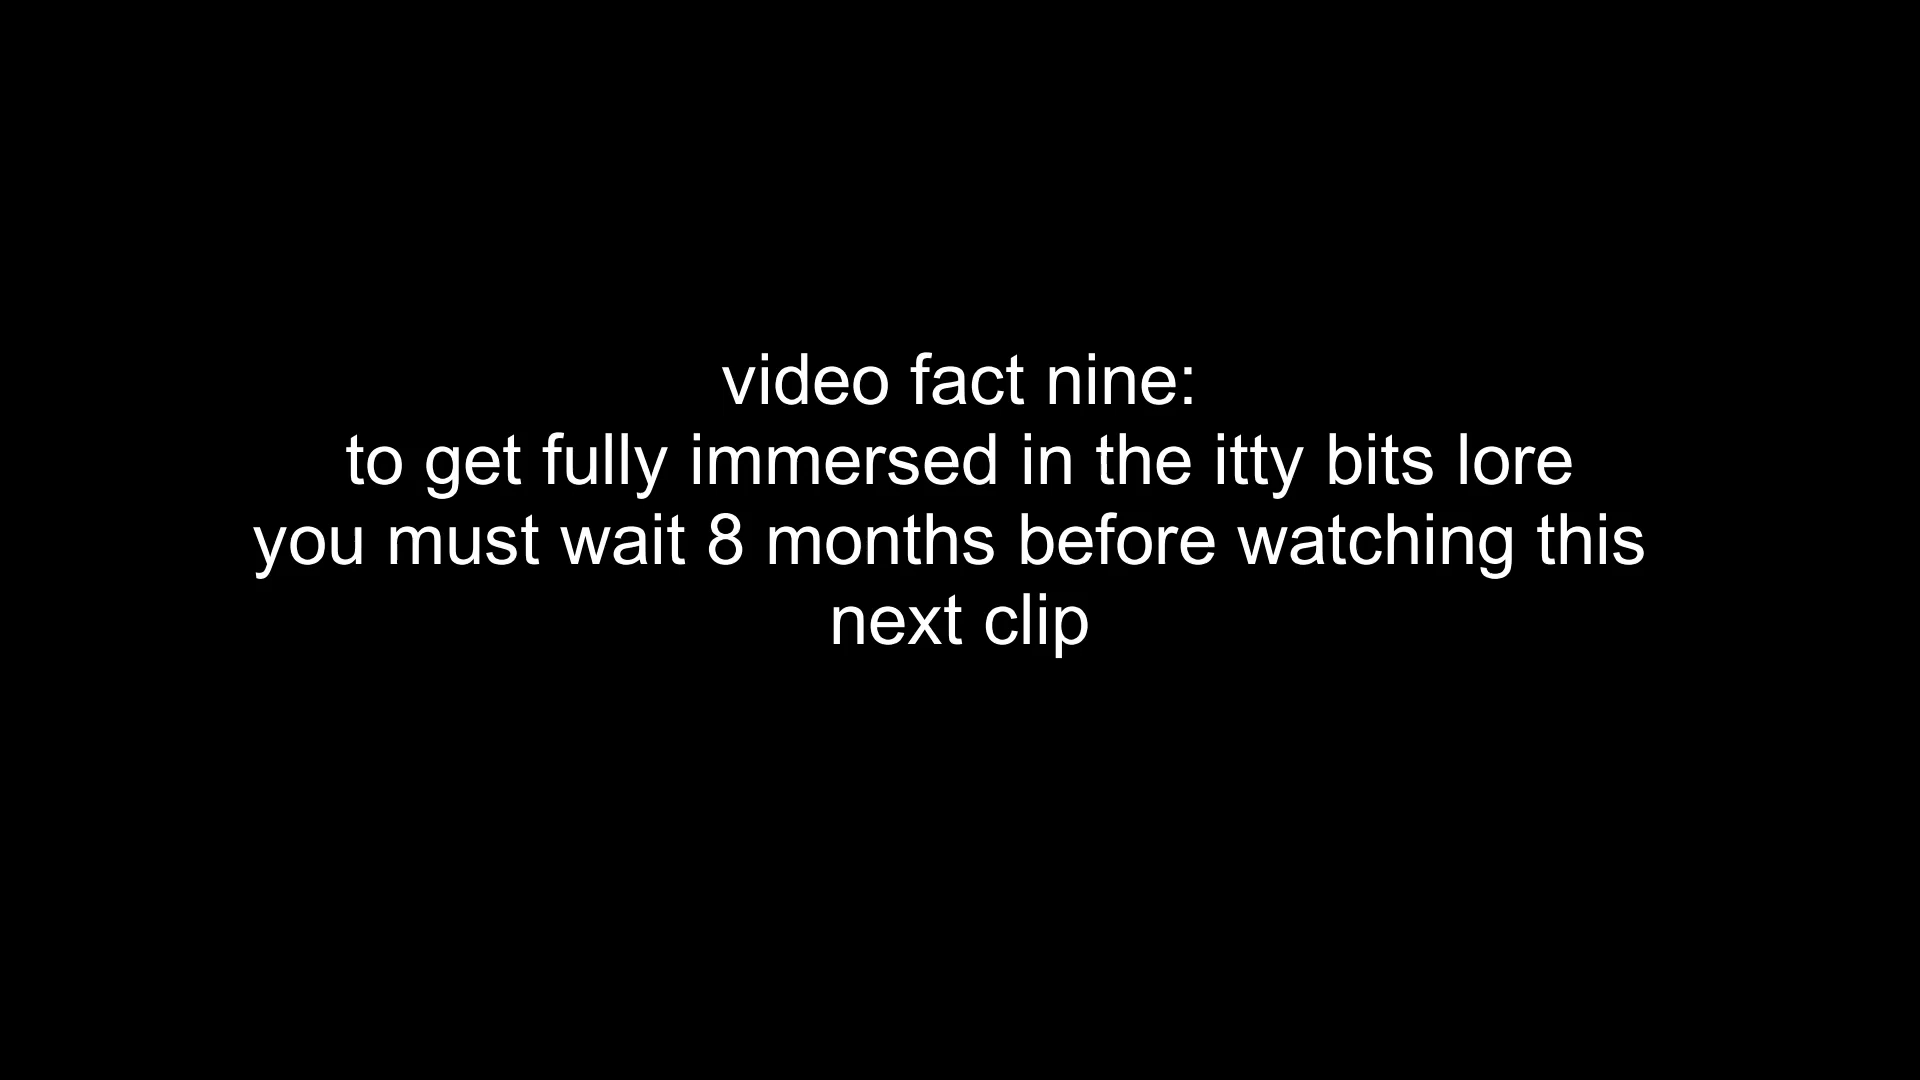 video fact nine:
to get fully immersed in the itty bits lore
you must wait 8 months before watching this
next clip